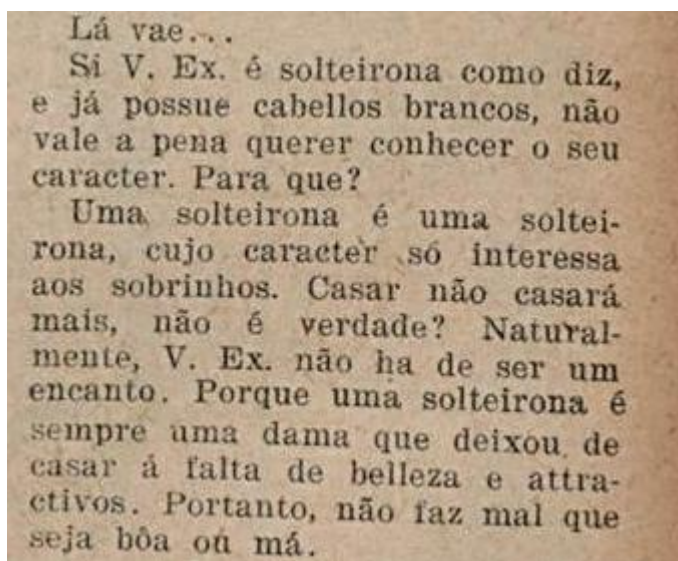 Lá vae...
Si V. Ex. é solteirona como diz,
e já possue cabellos brancos, não
vale a pena querer conhecer o seu
caracter. Para que?
Uma solteirona é uma soltei-
rona, cujo caracter só interessa
aos sobrinhos. Casar não casará
mais, não é verdade? Natural-
mente, V. Ex. não ha de ser um
encanto. Porque uma solteirona é
sempre uma dama que deixou de
casar á falta de belleza e attra-
ctivos. Portanto, não faz mal que
seja bôa oú má.